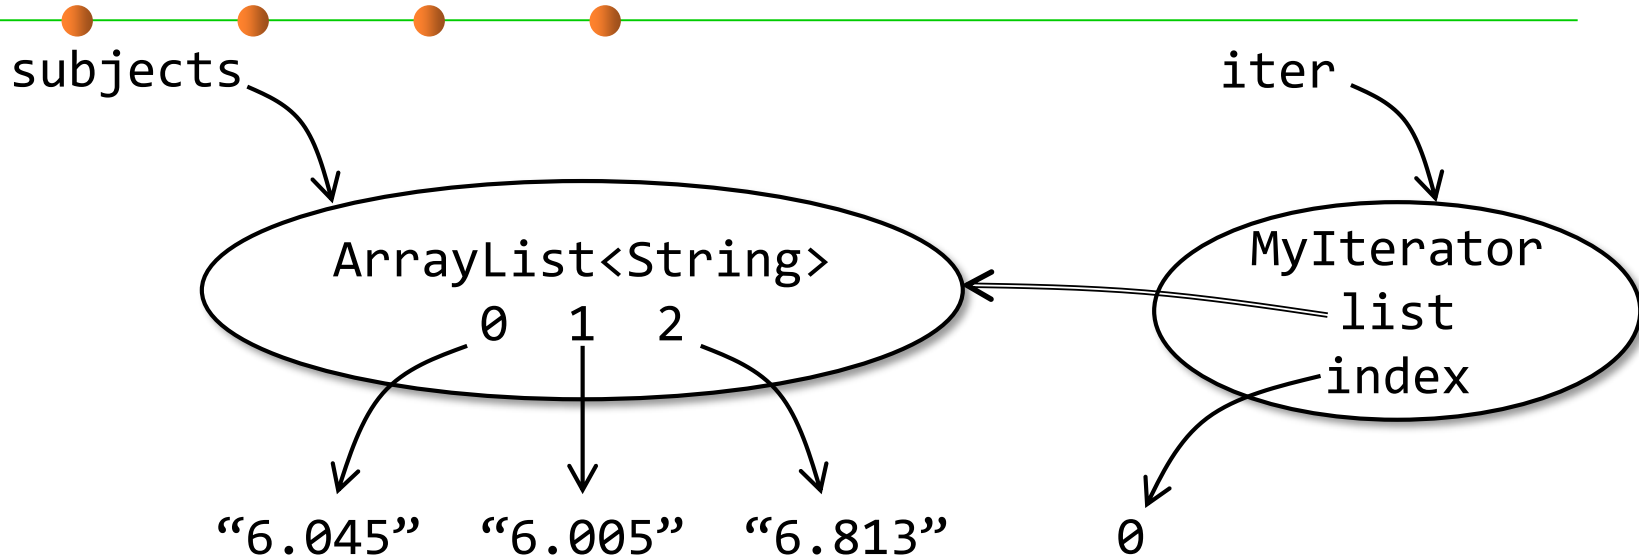 subjects
iter
ArrayList<String>
0 1 2
MyIterator
list
index
“6.045” “6.005” “6.813”
0